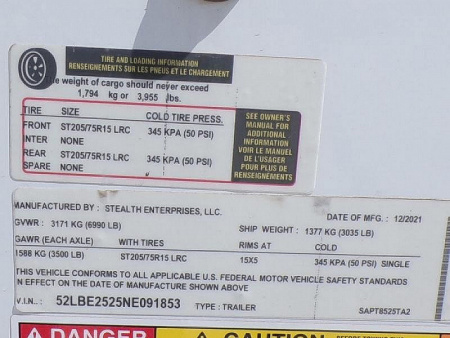 TIRE AND LOADING INFORMATION
RENSEIGNEMENTS SUR LES PNEUS ET LE CHARGEMENT
he weight of cargo should never exceed
1,794 kg or 3,955 lbs.
TIRE SIZE COLD TIRE PRESS.
FRONT ST205/75R15 LRC 345 KPA (50 PSI)
INTER NONE
REAR ST205/75R15 LRC 345 KPA (50 PSI)
SPARE NONE
SEE OWNER'S
MANUAL FOR
ADDITIONAL
INFORMATION
VOIR LE MANUEL
DE L'USAGER
POUR PLUS DE
RENSEIGNEMENTS
MANUFACTURED BY : STEALTH ENTERPRISES, LLC. DATE OF MFG. : 12/2021
GVWR : 3171 KG (6990 LB) SHIP WEIGHT : 1377 KG (3035 LB)
GAWR (EACH AXLE) WITH TIRES RIMS AT COLD
1588 KG (3500 LB) ST205/75R15 LRC 15X5 345 KPA (50 PSI) SINGLE
THIS VEHICLE CONFORMS TO ALL APPLICABLE U.S. FEDERAL MOTOR VEHICLE SAFETY STANDARDS
IN EFFECT ON THE DATE OF MANUFACTURE SHOWN ABOVE
V.I.N.. : 52LBE2525NE091853 TYPE : TRAILER SAPT8525TA2
DANGER CAUTION